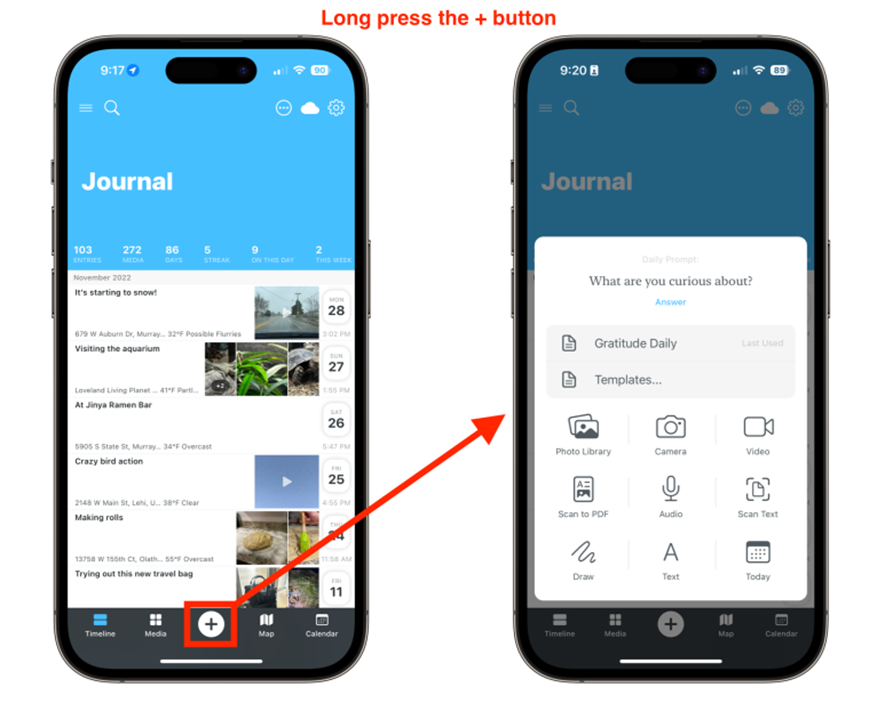 Long press the + button
9:17
90
Journal
103 272 86 5 9 2
ENTRIES MEDIA DAYS STREAK ON THIS DAY THIS WEEK
November 2022
It's starting to snow!
MON
28
679 W Auburn Dr, Murray... 32°F Possible Flurries
3:02 PM
Visiting the aquarium
SUN
27
+2
Loveland Living Planet ... 41°F Partl...
1:55 PM
At Jinya Ramen Bar
SAT
26
5905 S State St, Murray... 34°F Overcast
5:47 PM
Crazy bird action
FRI
25
2148 W Main St, Lehi, U... 38°F Clear
4:55 PM
Making rolls
THU
24
13758 W 155th Ct, Olath... 55°F Overcast
11:58 AM
Trying out this new travel bag
FRI
11
Timeline Media Map Calendar
9:20
89
Journal
Daily Prompt:
What are you curious about?
Answer
Gratitude Daily Last Used
Templates...
Photo Library Camera Video
Scan to PDF Audio Scan Text
Draw Text Today
Timeline Media Map Calendar